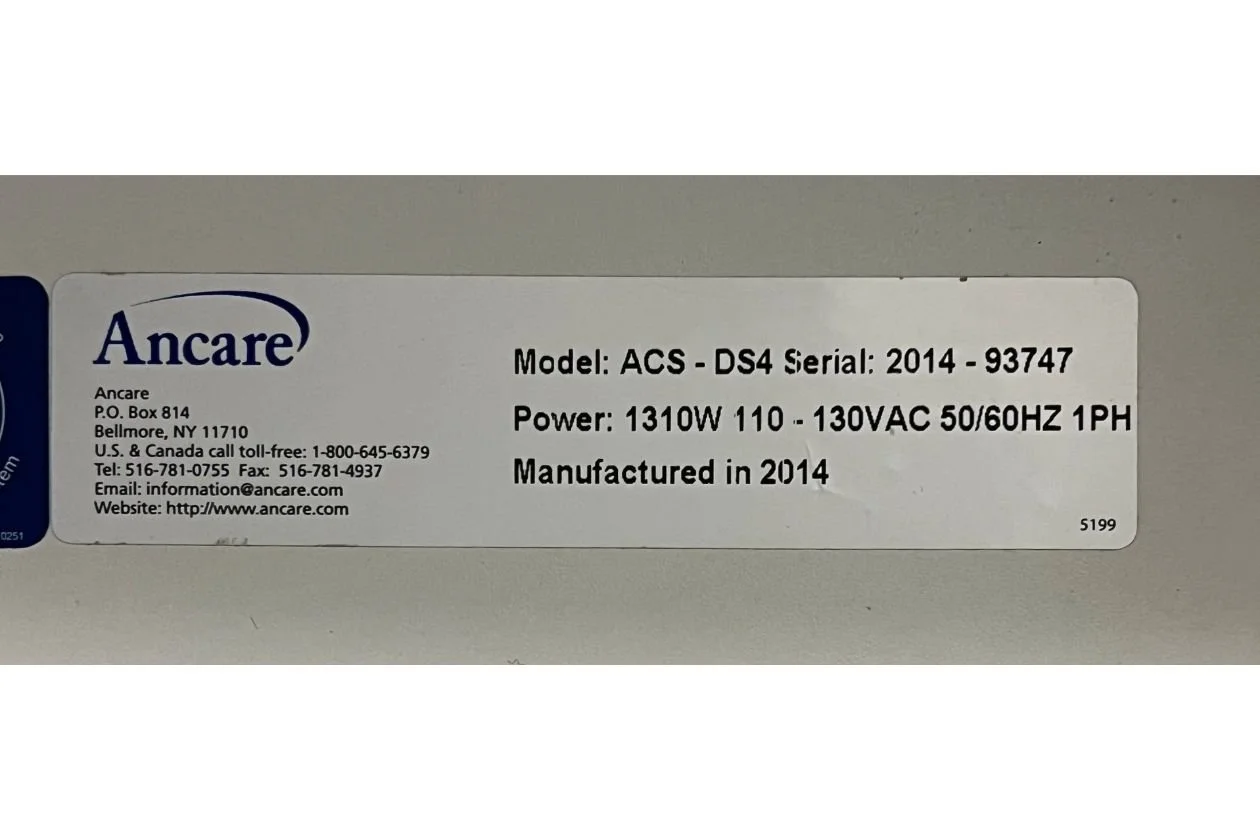 Ancare
Ancare
P.O. Box 814
Bellmore, NY 11710
U.S. & Canada call toll-free: 1-800-645-6379
Tel: 516-781-0755 Fax: 516-781-4937
Email: information@ancare.com
Website: http://www.ancare.com
Model: ACS - DS4 Serial: 2014 - 93747
Power: 1310W 110 - 130VAC 50/60HZ 1PH
Manufactured in 2014
5199
0251